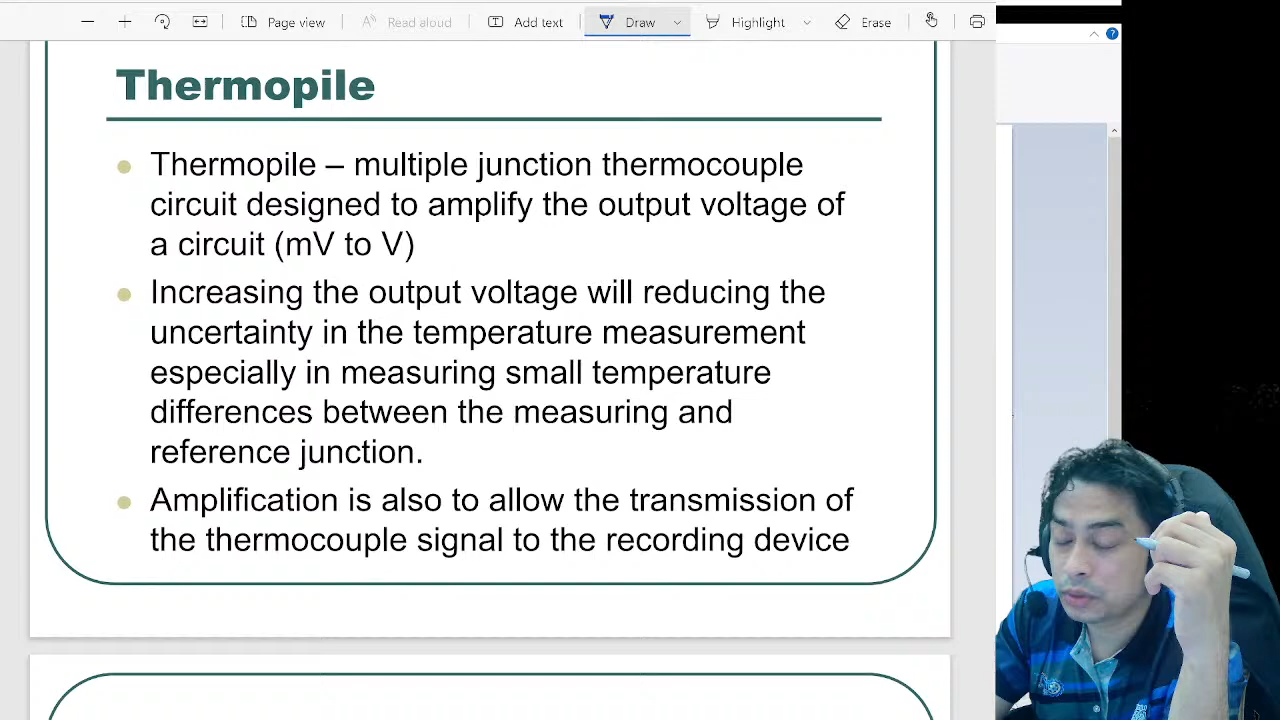 Page view
Read aloud
Add text
Draw
Highlight
Erase
Thermopile
Thermopile – multiple junction thermocouple
circuit designed to amplify the output voltage of
a circuit (mV to V)
Increasing the output voltage will reducing the
uncertainty in the temperature measurement
especially in measuring small temperature
differences between the measuring and
reference junction.
Amplification is also to allow the transmission of
the thermocouple signal to the recording device